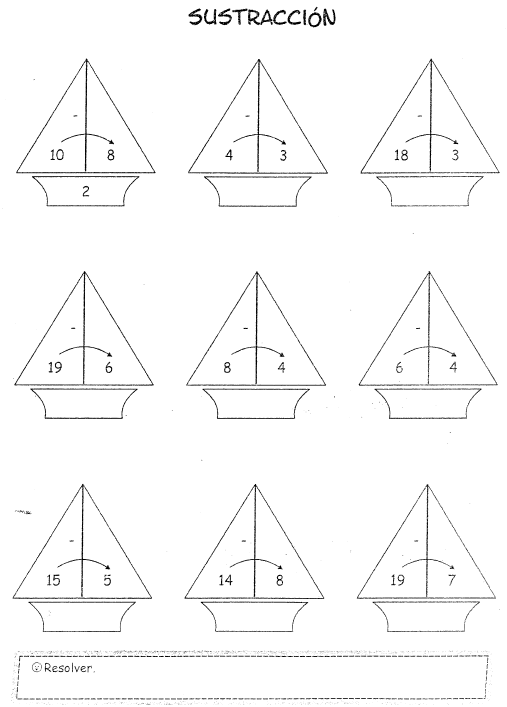 SUSTRACCIÓN
- - -
10 8 4 3 18 3
2
- - -
19 6 8 4 6 4
- - -
15 5 14 8 19 7
Resolver.